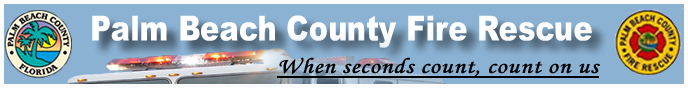 Palm Beach County Fire Rescue
When seconds count, count on us
PALM BEACH COUNTY
FLORIDA
PALM BEACH COUNTY
FIRE RESCUE